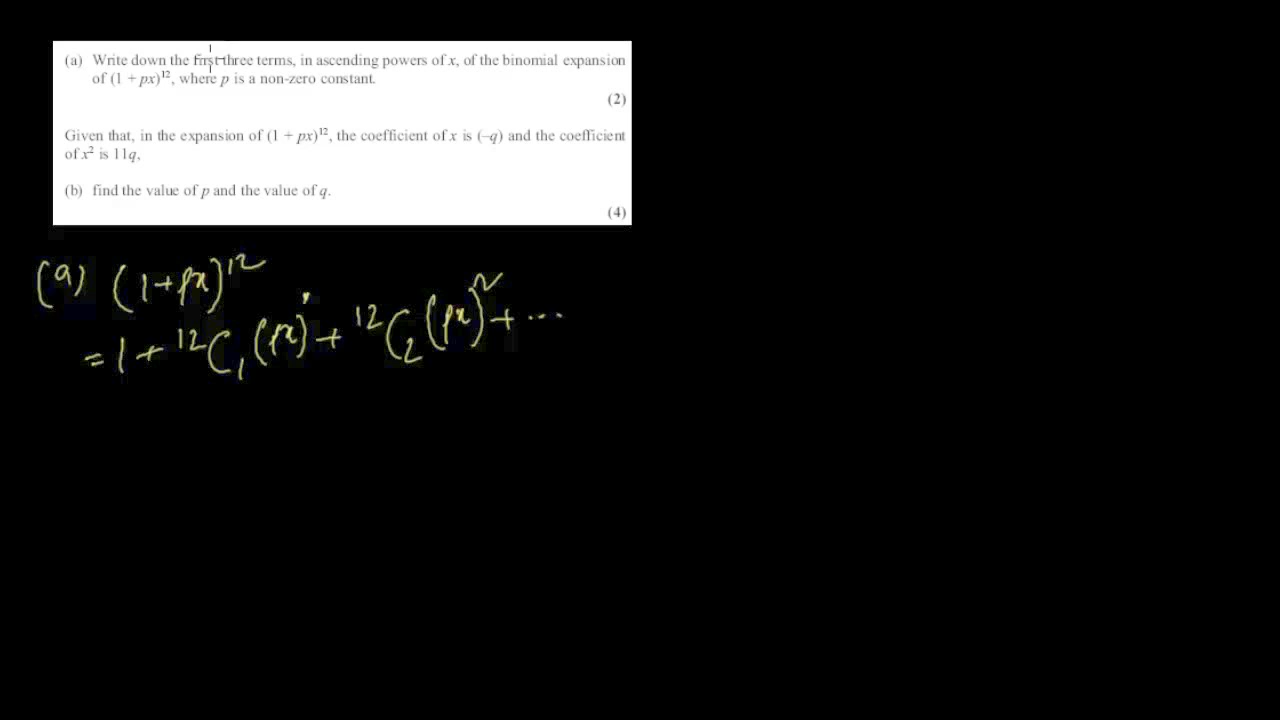 (a) Write down the first three terms, in ascending powers of x, of the binomial expansion
of (1 + px)¹², where p is a non-zero constant.
(2)
Given that, in the expansion of (1 + px)¹², the coefficient of x is (–q) and the coefficient
of x² is 11q,
(b) find the value of p and the value of q.
(4)
(a) (1+px)¹²
= 1 + ¹²C₁(px)¹ + ¹²C₂(px)² + ...